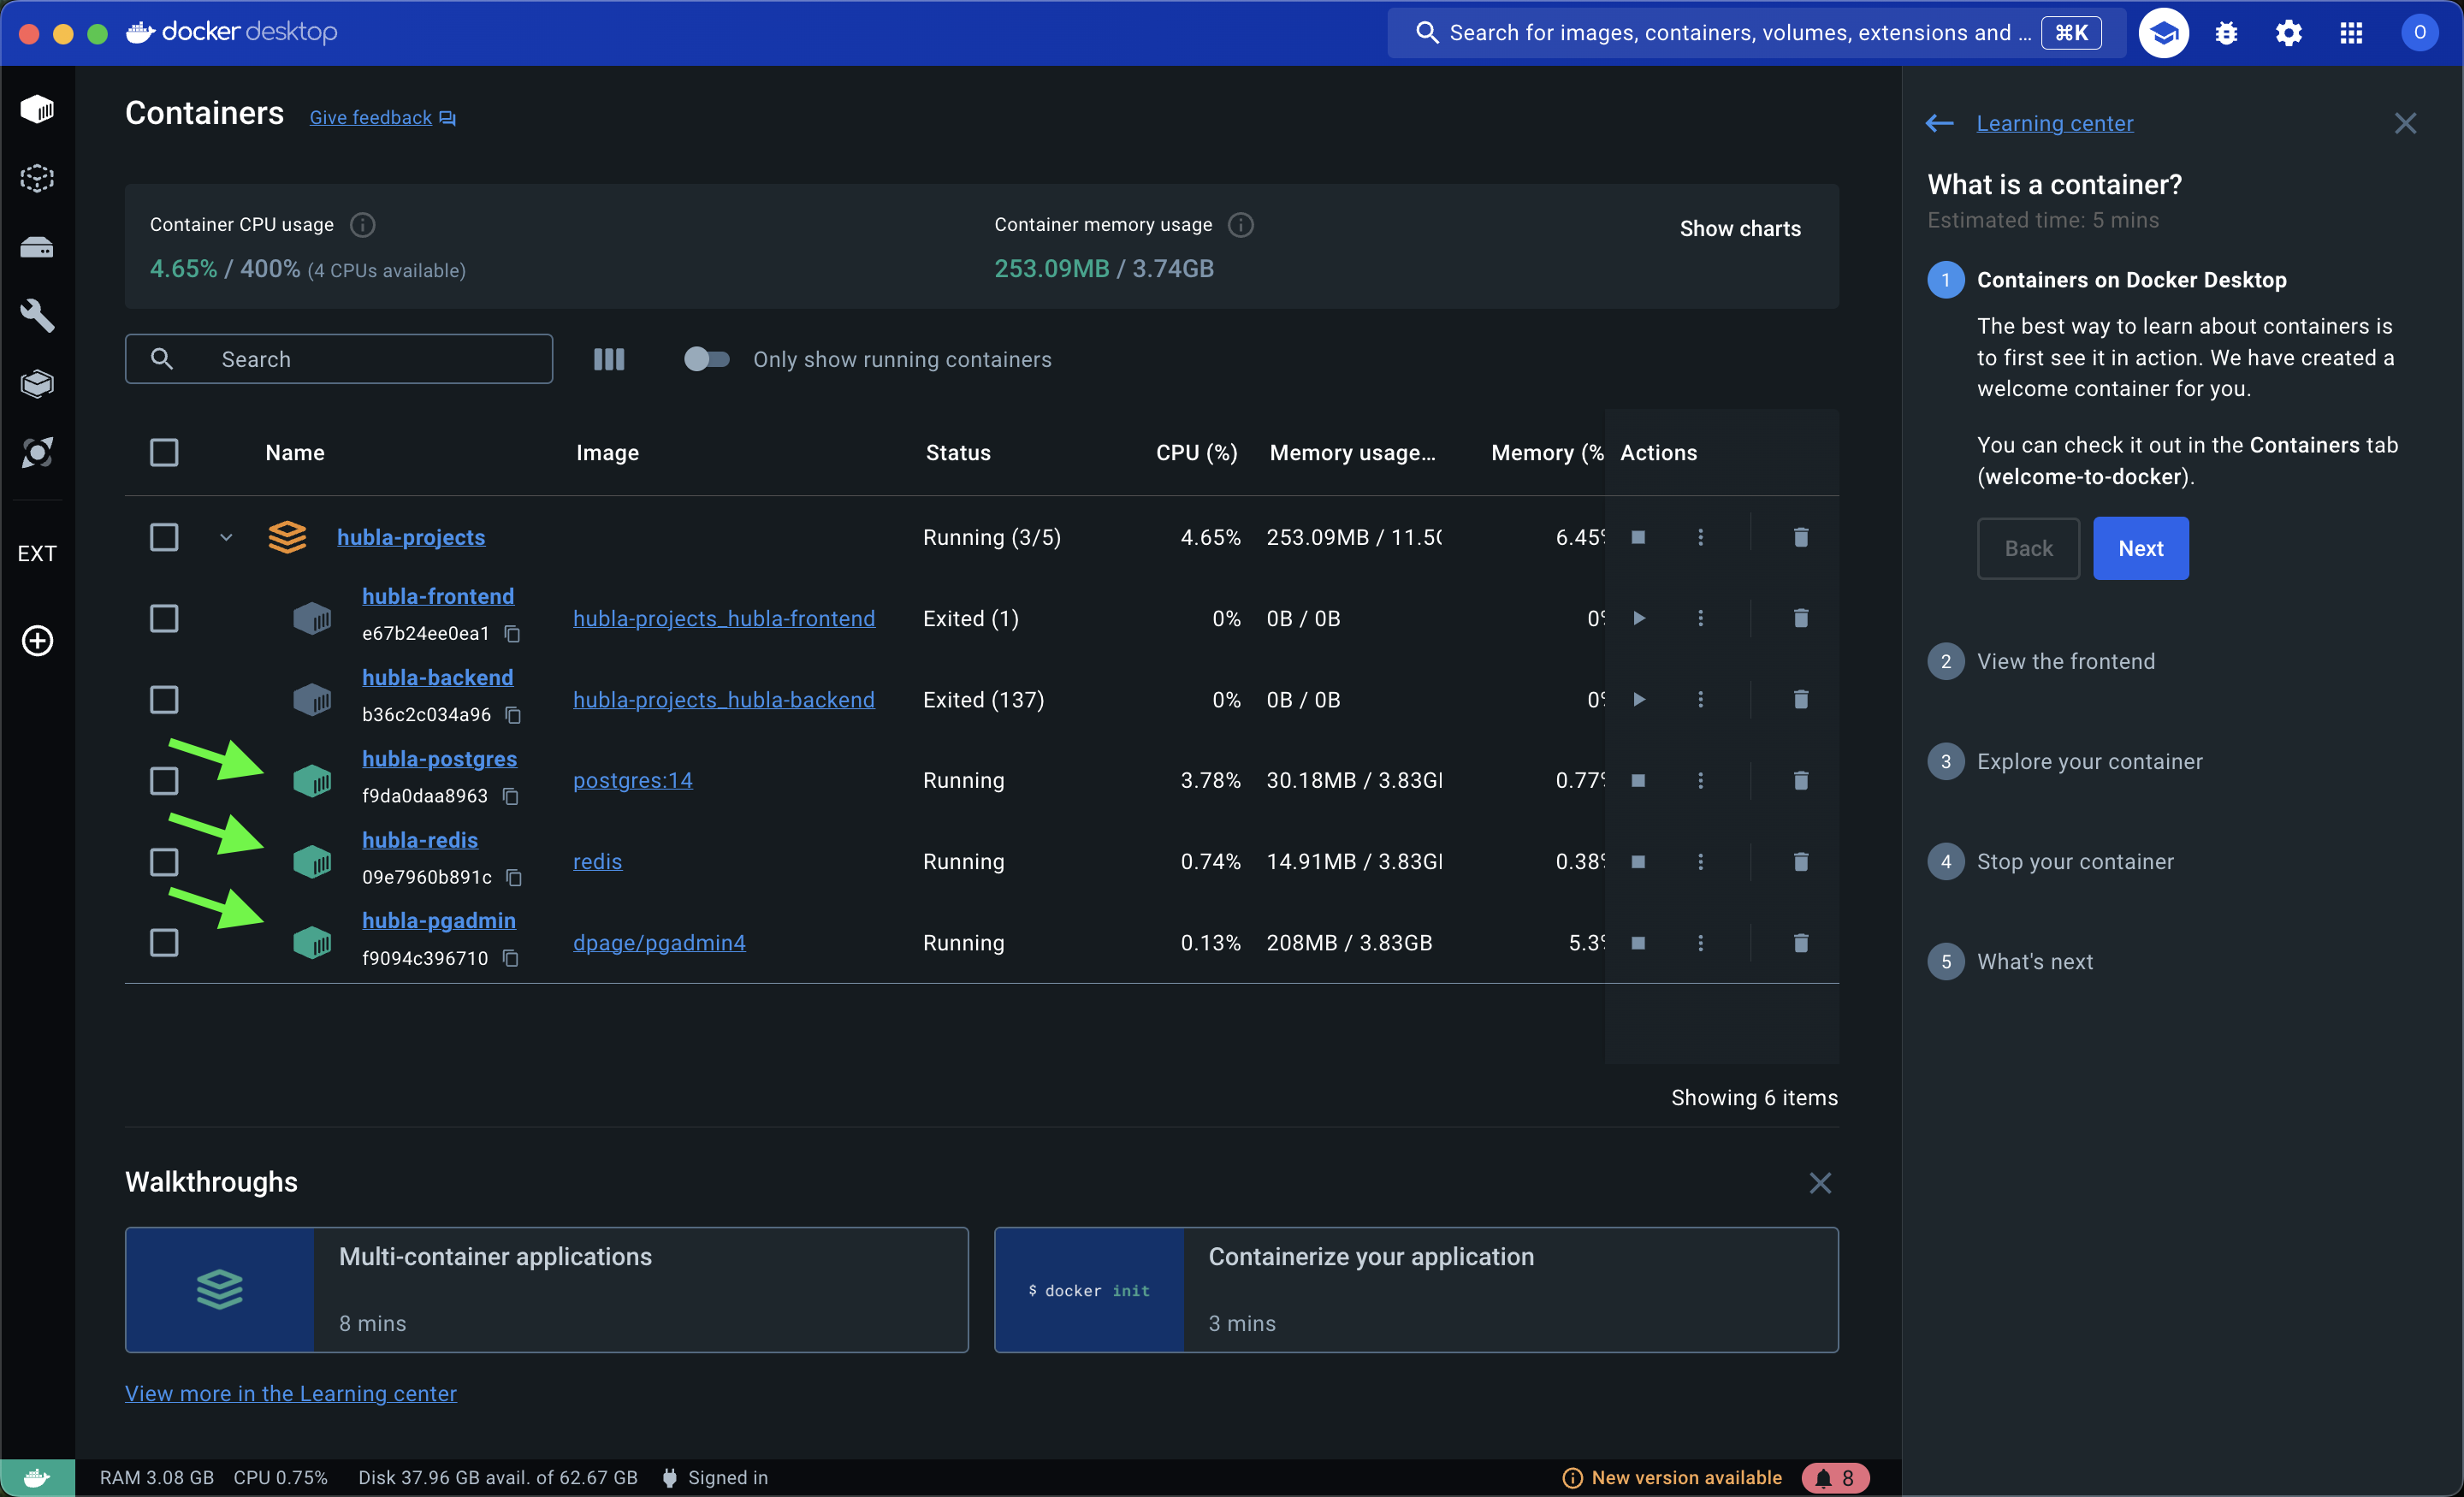 docker desktop
Search for images, containers, volumes, extensions and ... ⌘K
O
Containers
Give feedback
Container CPU usage
4.65% / 400% (4 CPUs available)
Container memory usage
253.09MB / 3.74GB
Show charts
Search
Only show running containers
Name Image Status CPU (%) Memory usage... Memory (% Actions
hubla-projects Running (3/5) 4.65% 253.09MB / 11.5 6.45%
hubla-frontend
e67b24ee0ea1
hubla-projects_hubla-frontend Exited (1) 0% 0B / 0B 0%
hubla-backend
b36c2c034a96
hubla-projects_hubla-backend Exited (137) 0% 0B / 0B 0%
hubla-postgres
f9da0daa8963
postgres:14 Running 3.78% 30.18MB / 3.83G 0.77%
hubla-redis
09e7960b891c
redis Running 0.74% 14.91MB / 3.83G 0.38%
hubla-pgadmin
f9094c396710
dpage/pgadmin4 Running 0.13% 208MB / 3.83GB 5.3%
Showing 6 items
Walkthroughs
Multi-container applications
8 mins
$ docker init
Containerize your application
3 mins
View more in the Learning center
EXT
Learning center
What is a container?
Estimated time: 5 mins
1 Containers on Docker Desktop
The best way to learn about containers is
to first see it in action. We have created a
welcome container for you.
You can check it out in the Containers tab
(welcome-to-docker).
Back Next
2 View the frontend
3 Explore your container
4 Stop your container
5 What's next
RAM 3.08 GB CPU 0.75% Disk 37.96 GB avail. of 62.67 GB Signed in
New version available 8